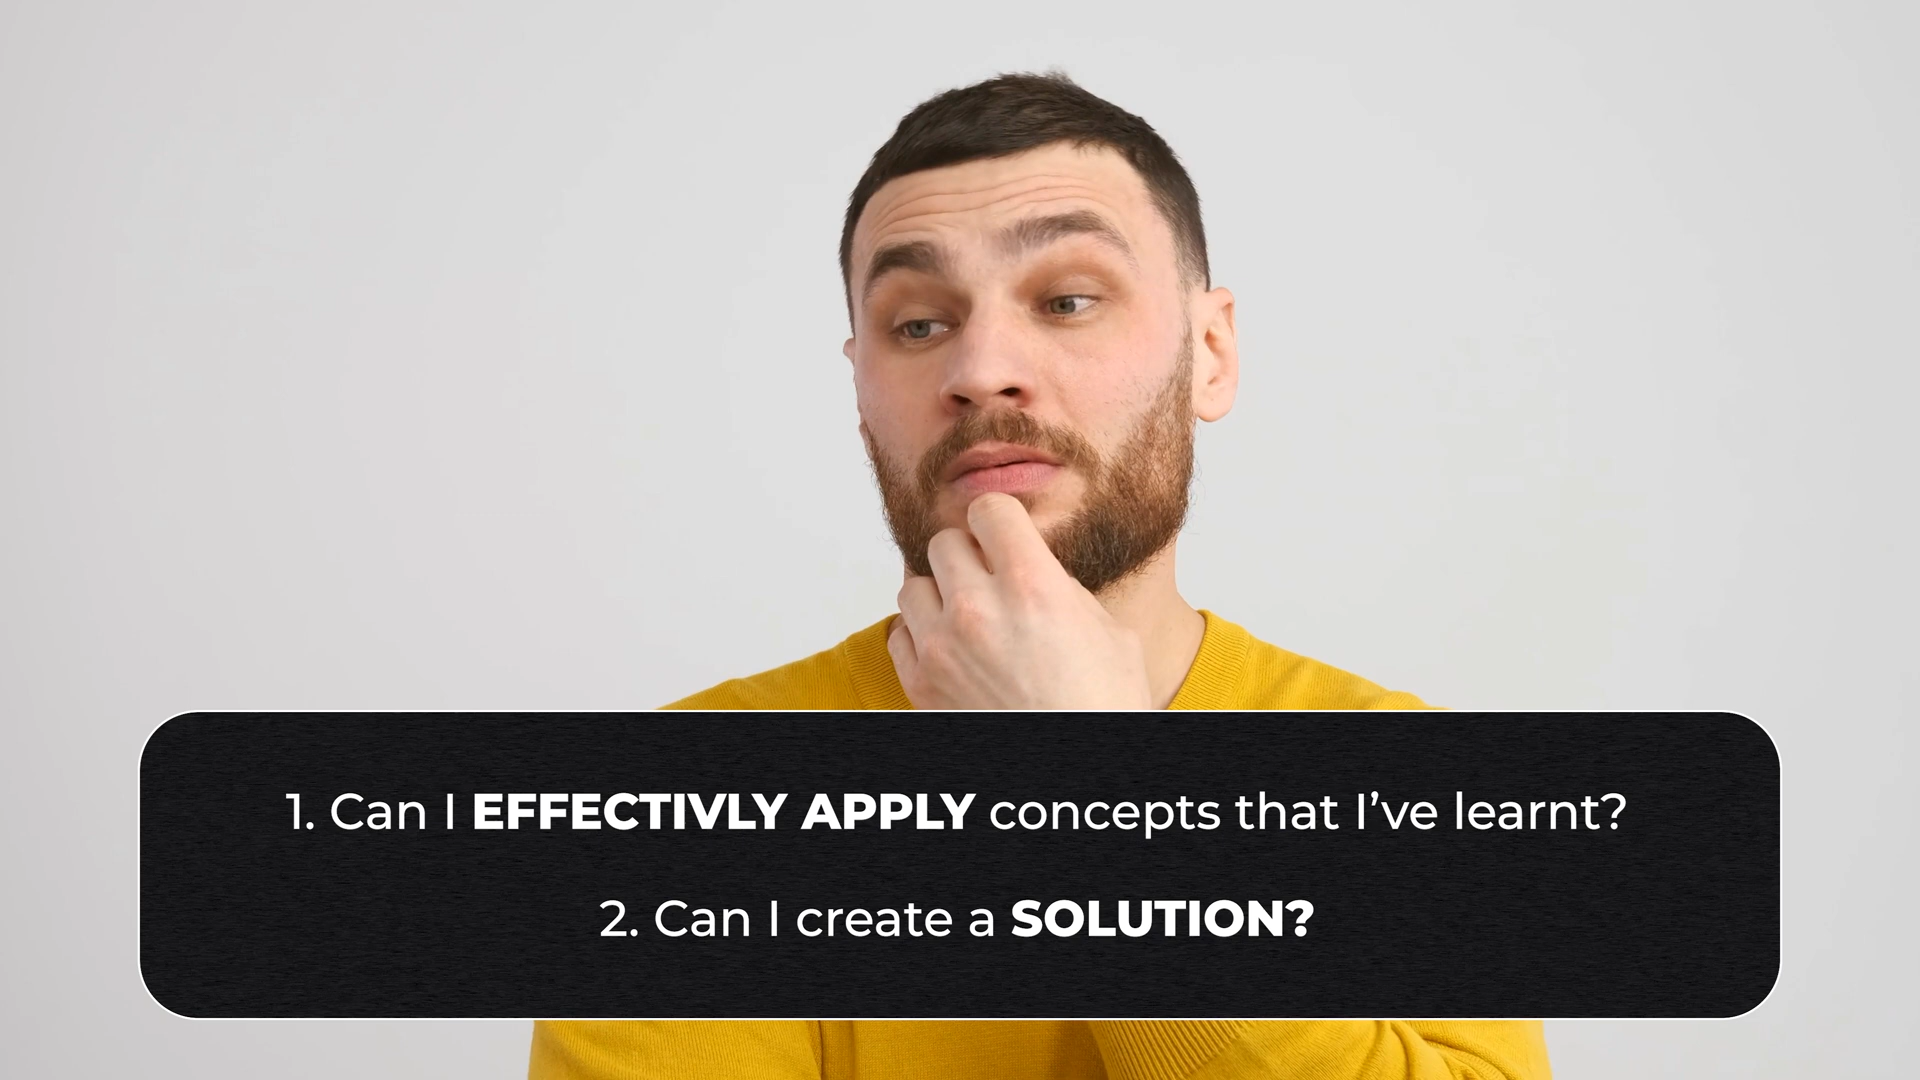 1. Can I EFFECTIVLY APPLY concepts that I’ve learnt?
2. Can I create a SOLUTION?